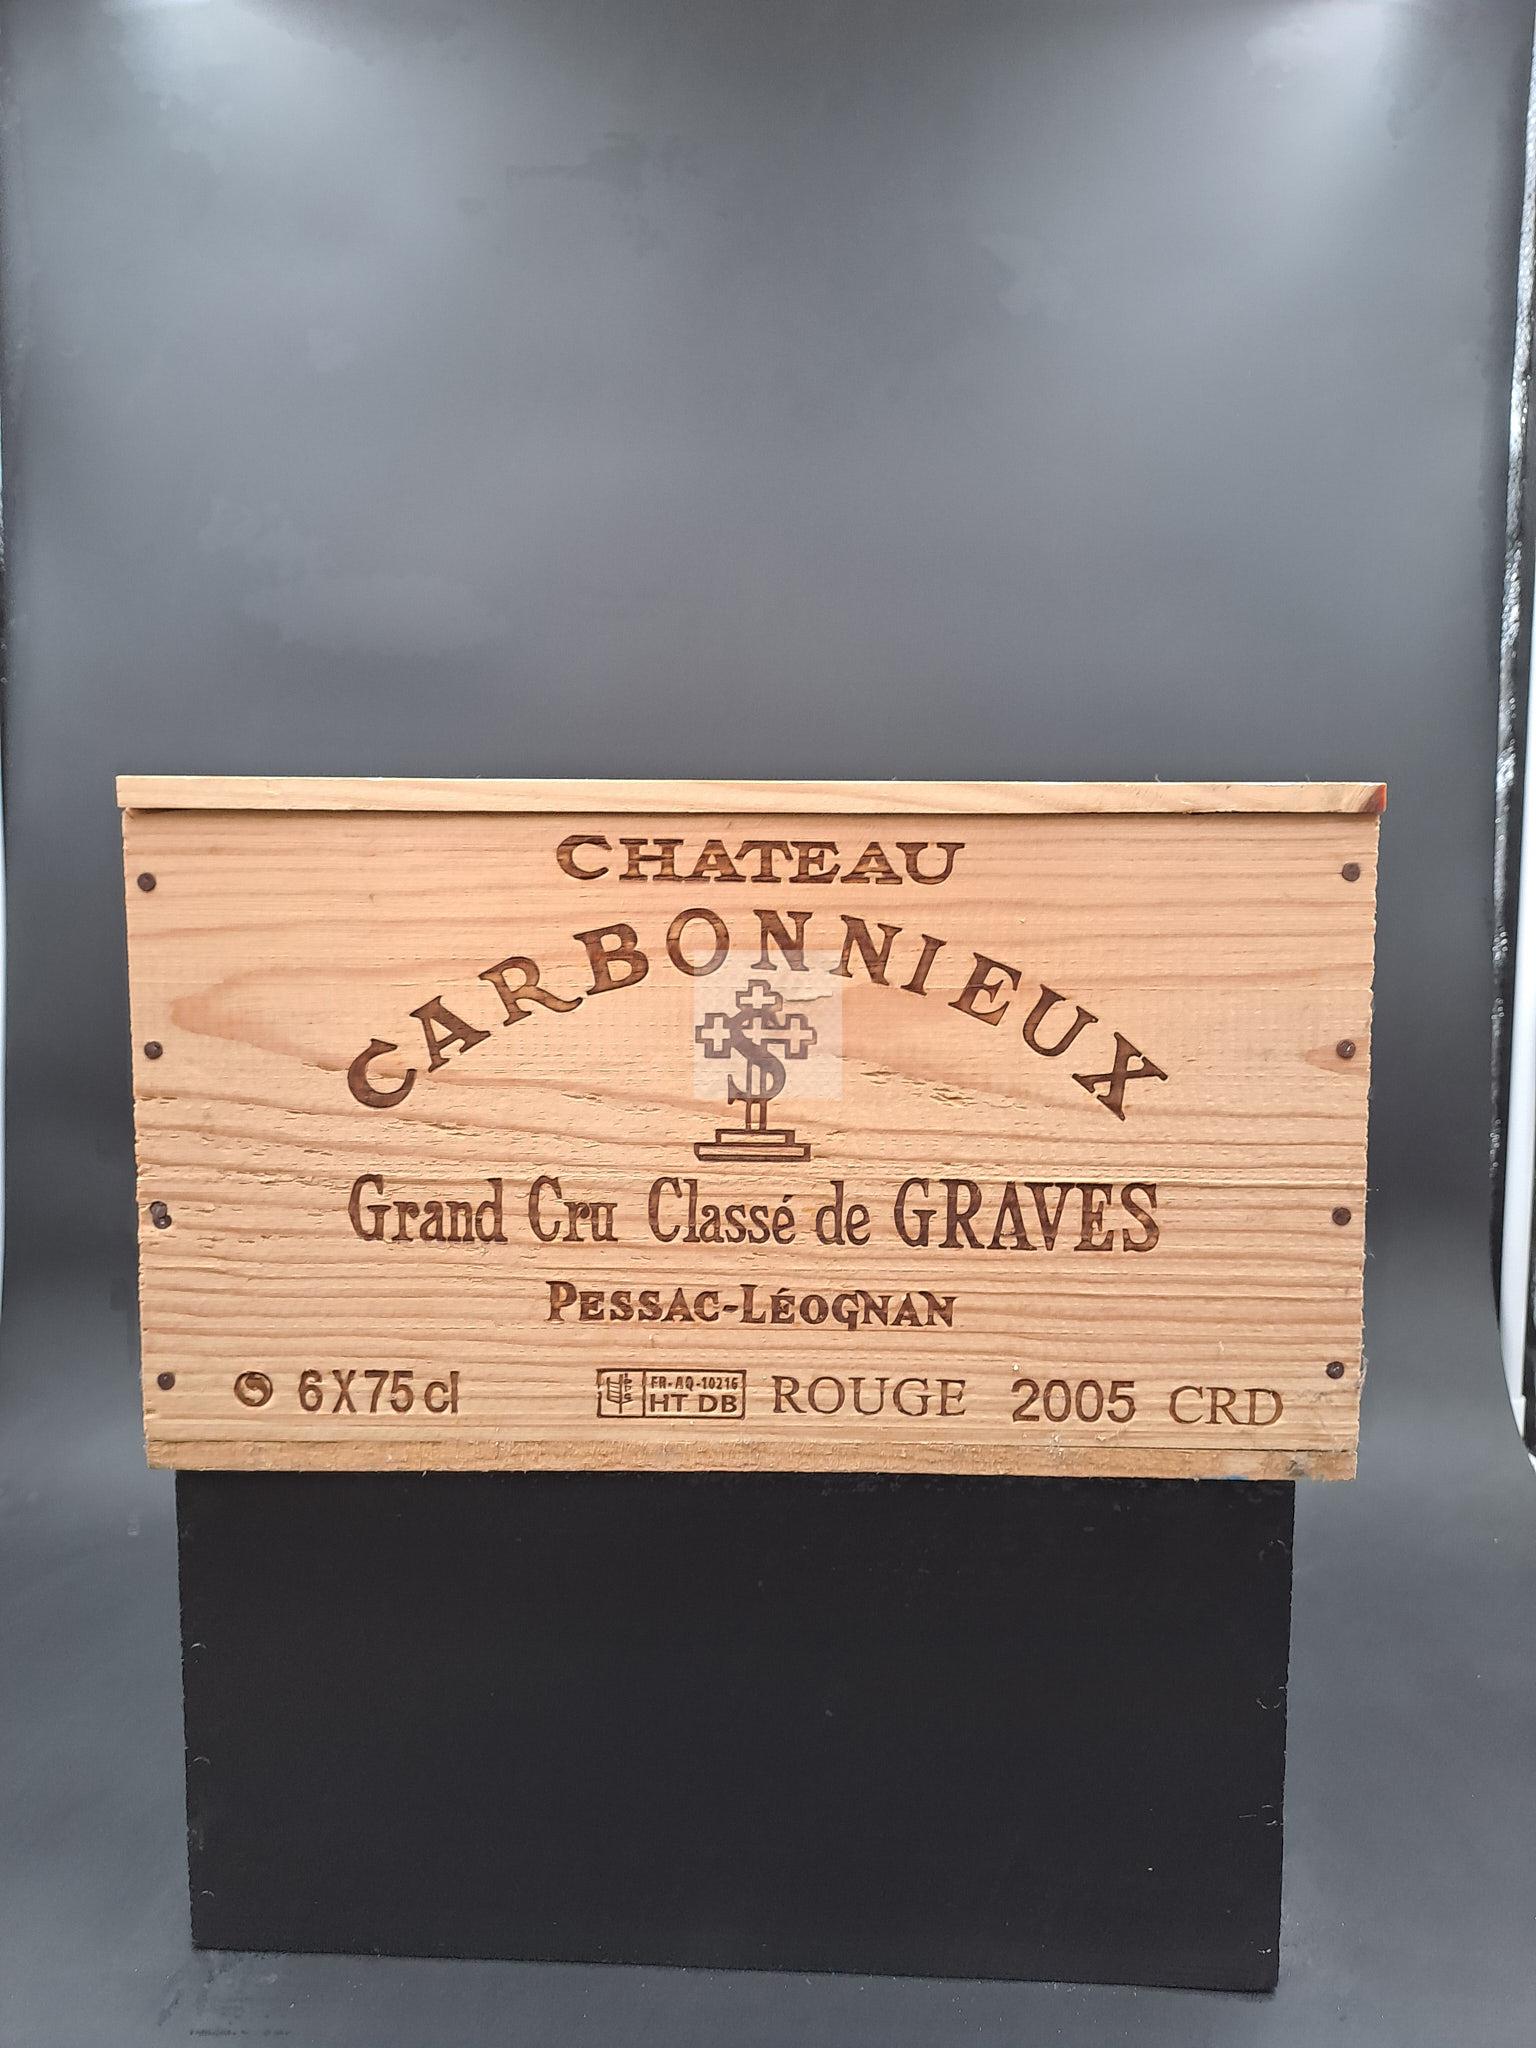 CHATEAU
CARBONNIEUX
S
Grand Cru Classé de GRAVES
PESSAC-LÉOGNAN
6X75cl FR-AQ-10216 HT DB ROUGE 2005 CRD